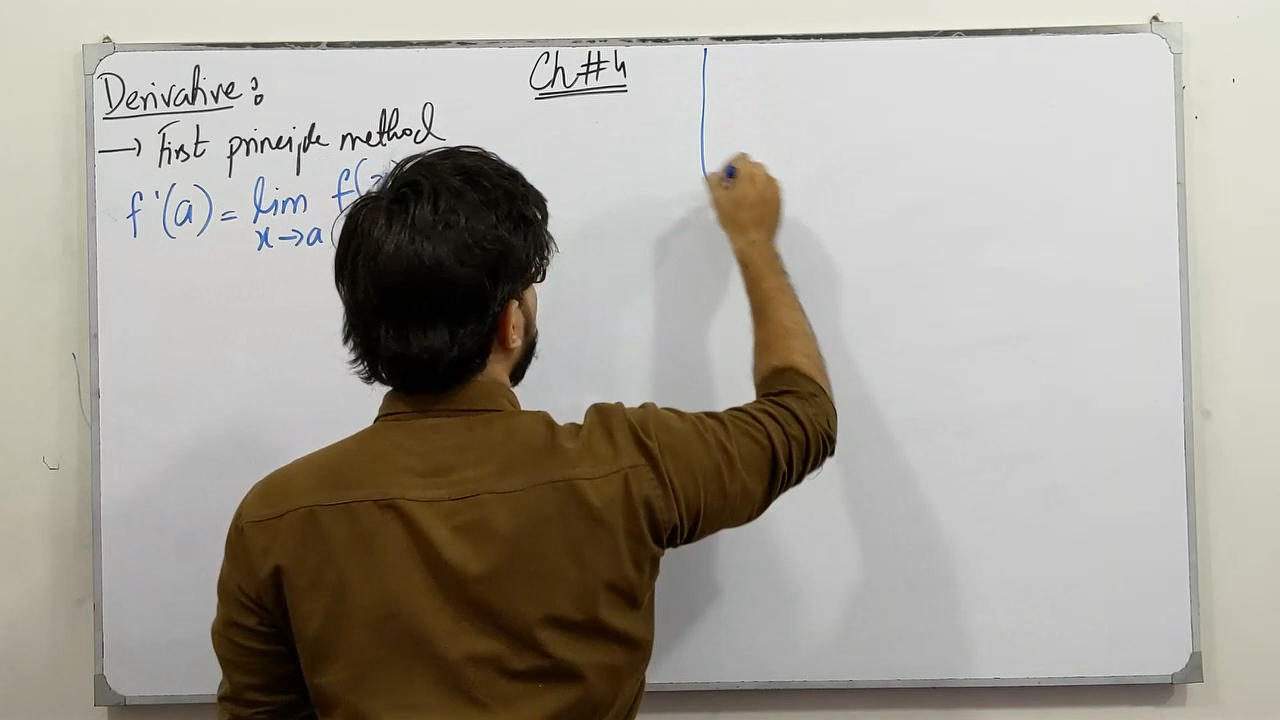 Ch#4
Derivative:
→ First principle method
f'(a) = lim f(
x→a